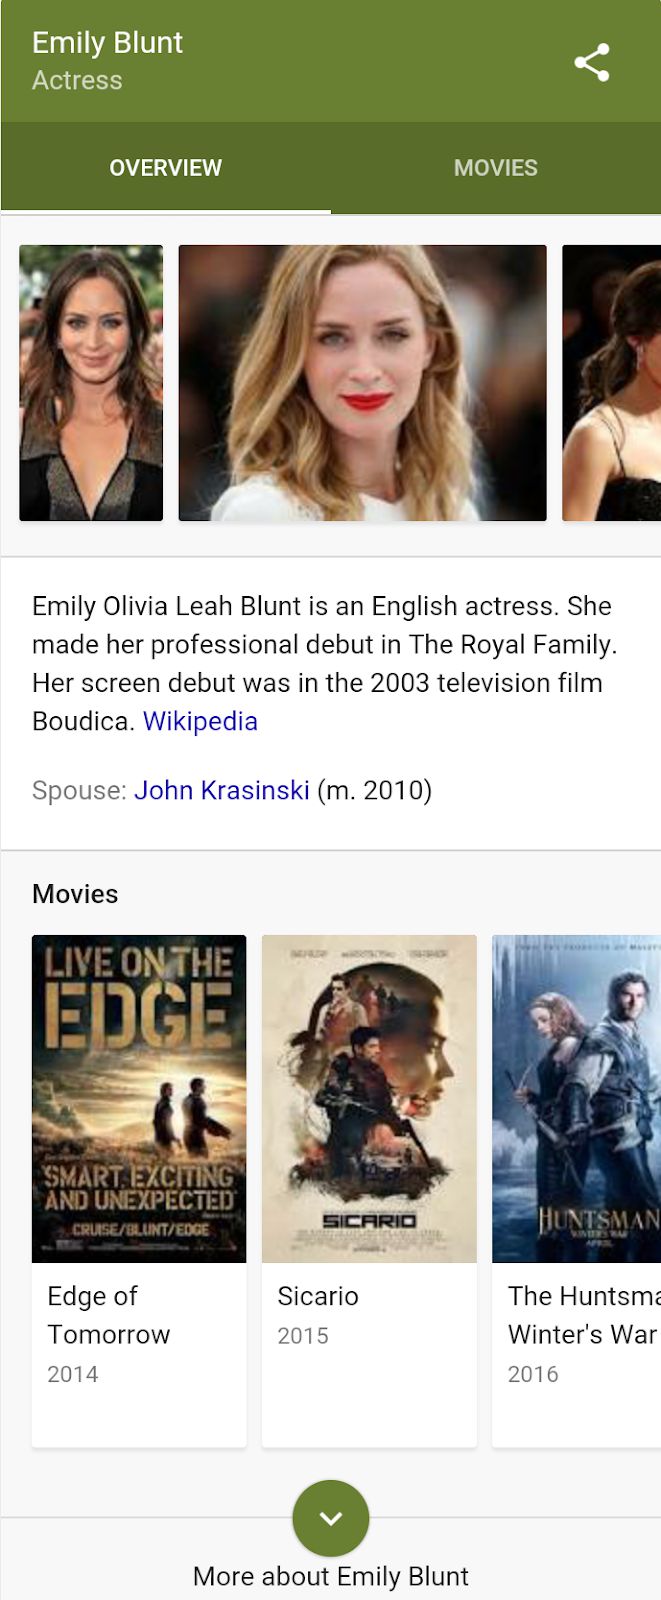 Emily Blunt
Actress
OVERVIEW
MOVIES
Emily Olivia Leah Blunt is an English actress. She
made her professional debut in The Royal Family.
Her screen debut was in the 2003 television film
Boudica. Wikipedia
Spouse: John Krasinski (m. 2010)
Movies
LIVE ON THE
EDGE
SMART, EXCITING
AND UNEXPECTED
CRUISE/BLUNT/EDGE
SICARIO
HUNTSMAN
WINTER'S WAR
APRIL
Edge of
Tomorrow
2014
Sicario
2015
The Huntsma
Winter's War
2016
More about Emily Blunt